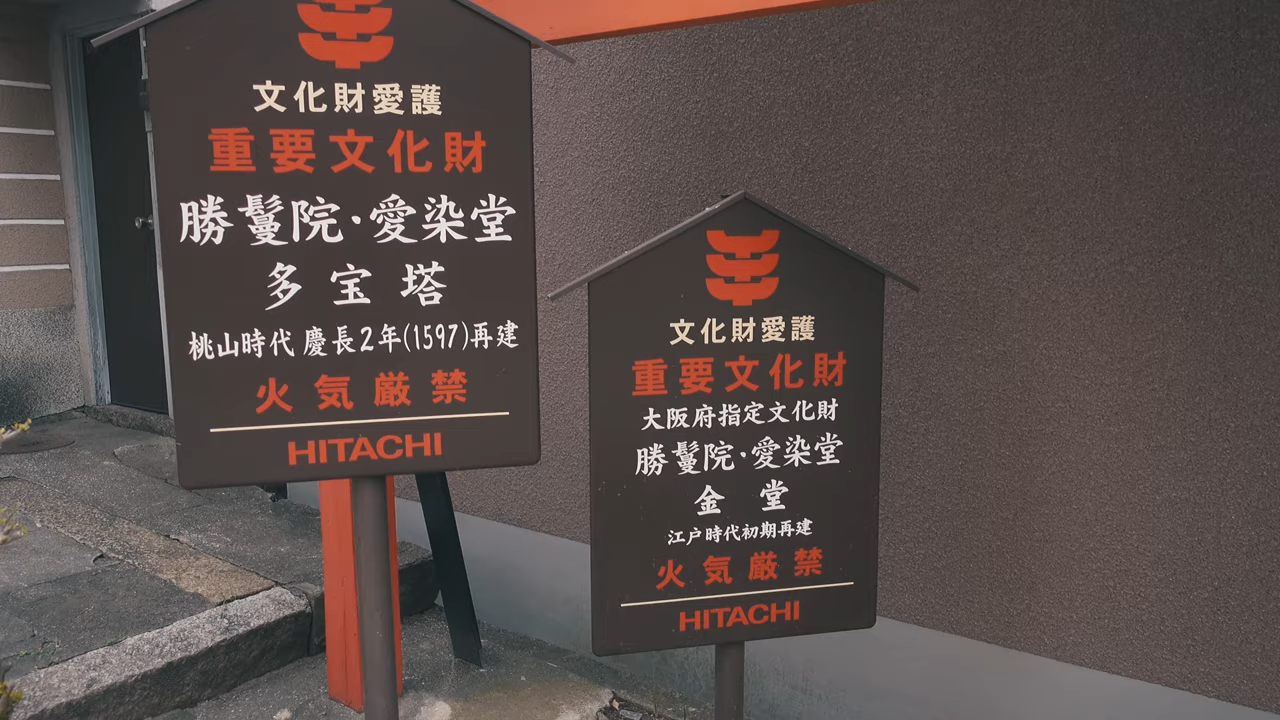 文化財愛護
重要文化財
勝鬘院・愛染堂
多宝塔
桃山時代 慶長2年(1597)再建
火気厳禁
HITACHI
文化財愛護
重要文化財
大阪府指定文化財
勝鬘院・愛染堂
金堂
江戸時代初期再建
火気厳禁
HITACHI